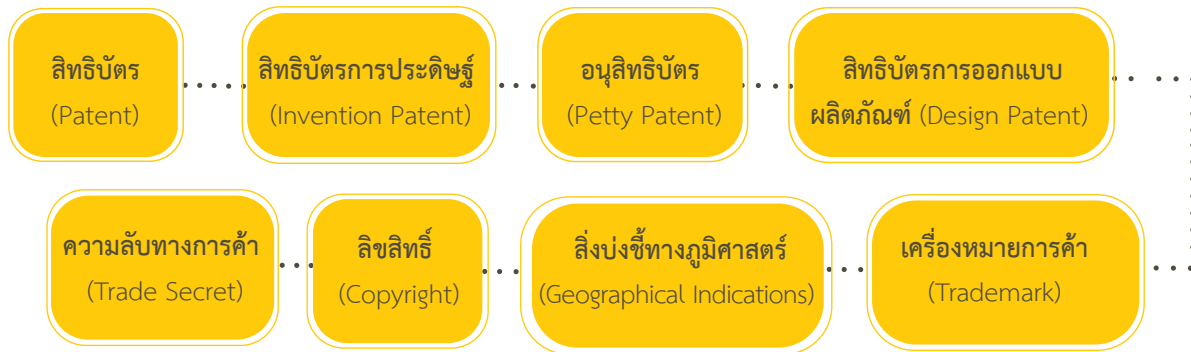 สิทธิบัตร
(Patent)
สิทธิบัตรการประดิษฐ์
(Invention Patent)
อนุสิทธิบัตร
(Petty Patent)
สิทธิบัตรการออกแบบ
ผลิตภัณฑ์ (Design Patent)
ความลับทางการค้า
(Trade Secret)
ลิขสิทธิ์
(Copyright)
สิ่งบ่งชี้ทางภูมิศาสตร์
(Geographical Indications)
เครื่องหมายการค้า
(Trademark)